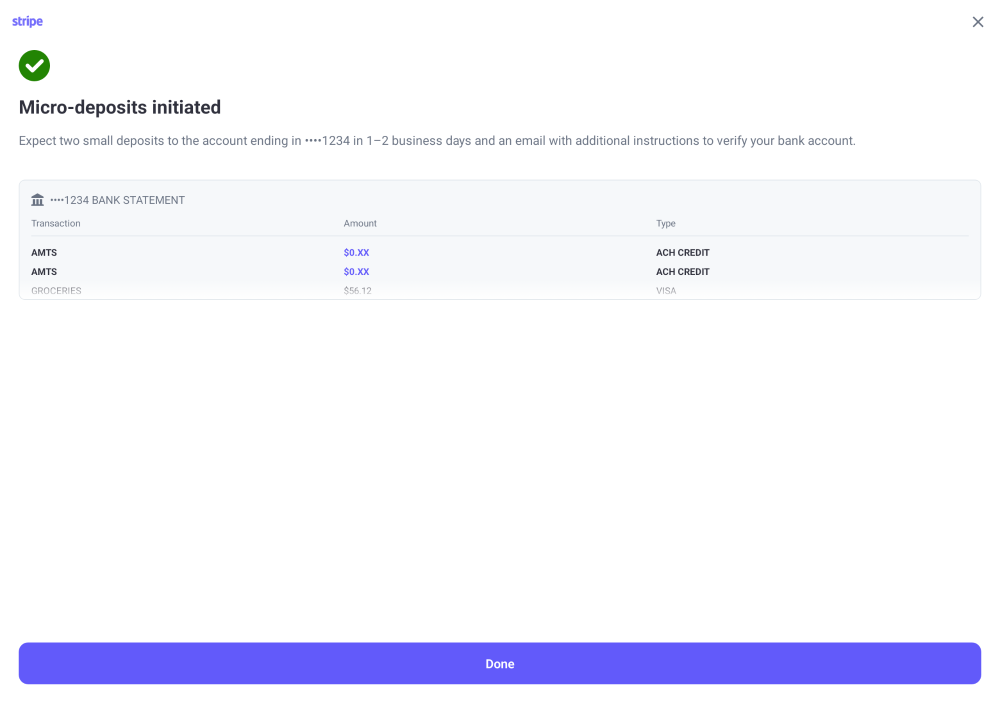 stripe
Micro-deposits initiated
Expect two small deposits to the account ending in ••••1234 in 1–2 business days and an email with additional instructions to verify your bank account.
••••1234 BANK STATEMENT
Transaction Amount Type
AMTS $0.XX ACH CREDIT
AMTS $0.XX ACH CREDIT
GROCERIES $56.12 VISA
Done